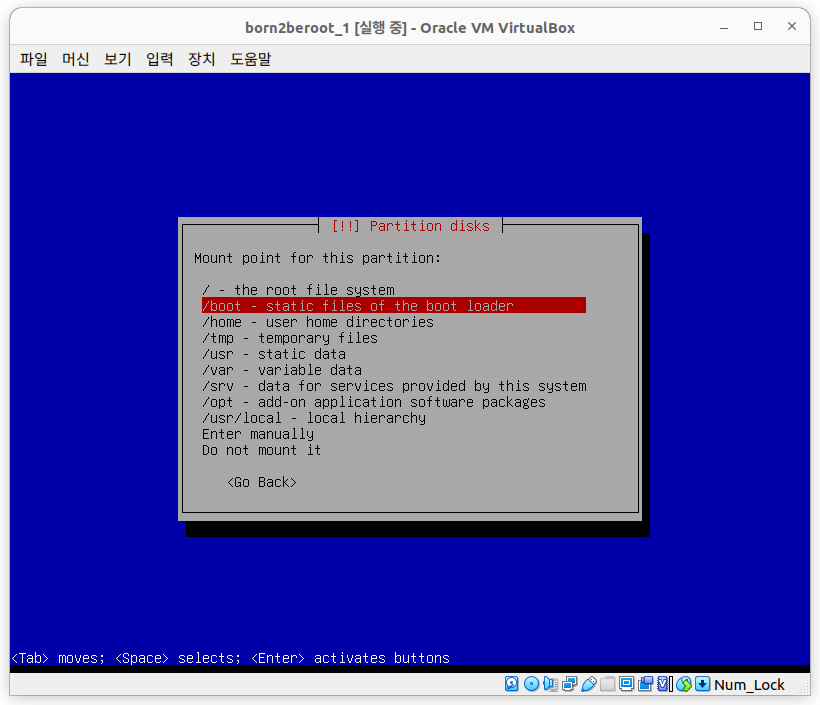 born2beroot_1 [실행 중] - Oracle VM VirtualBox
파일 머신 보기 입력 장치 도움말
[!!] Partition disks
Mount point for this partition:
/ - the root file system
/boot - static files of the boot loader
/home - user home directories
/tmp - temporary files
/usr - static data
/var - variable data
/srv - data for services provided by this system
/opt - add-on application software packages
/usr/local - local hierarchy
Enter manually
Do not mount it
<Go Back>
<Tab> moves; <Space> selects; <Enter> activates buttons
Num_Lock